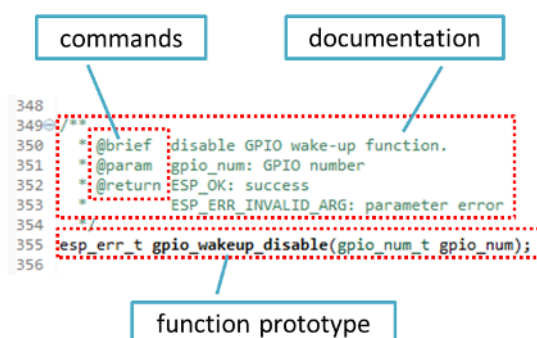 commands documentation
348
349 /**
350 * @brief disable GPIO wake-up function.
351 * @param gpio_num: GPIO number
352 * @return ESP_OK: success
353 * ESP_ERR_INVALID_ARG: parameter error
354 */
355 esp_err_t gpio_wakeup_disable(gpio_num_t gpio_num);
356
function prototype